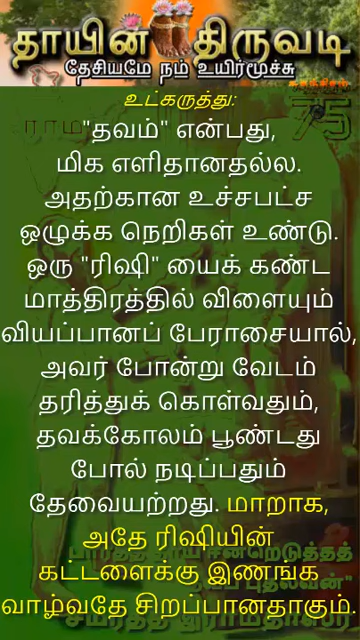 தாயின் திருவடி
தேசியமே நம் உயிர்மூச்சு
உட்கருத்து:
75
"தவம்" என்பது,
மிக எளிதானதல்ல.
அதற்கான உச்சபட்ச
ஒழுக்க நெறிகள் உண்டு.
ஒரு "ரிஷி" யைக் கண்ட
மாத்திரத்தில் விளையும்
வியப்பானப் பேராசையால்,
அவர் போன்று வேடம்
தரித்துக் கொள்வதும்,
தவக்கோலம் பூண்டது
போல் நடிப்பதும்
தேவையற்றது. மாறாக,
அதே ரிஷியின்
கட்டளைக்கு இணங்க
வாழ்வதே சிறப்பானதாகும்.